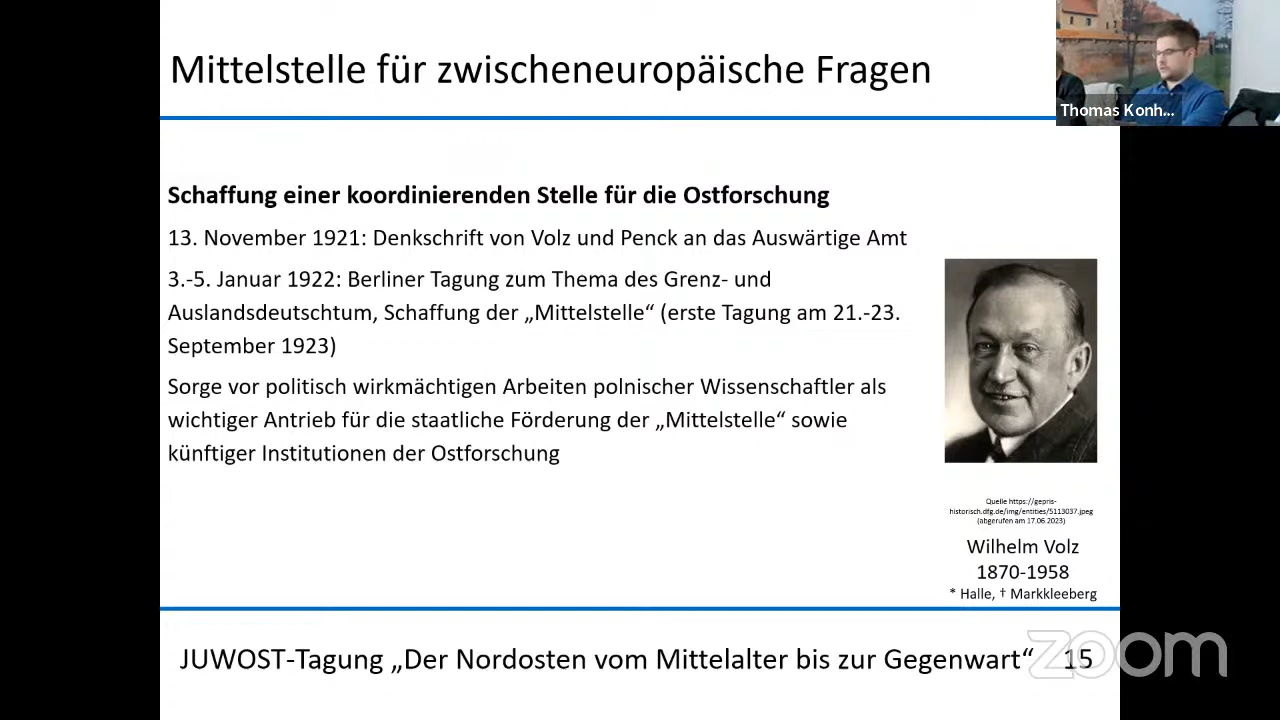 Mittelstelle für zwischeneuropäische Fragen
Thomas Konh...
Schaffung einer koordinierenden Stelle für die Ostforschung
13. November 1921: Denkschrift von Volz und Penck an das Auswärtige Amt
3.-5. Januar 1922: Berliner Tagung zum Thema des Grenz- und
Auslandsdeutschtum, Schaffung der „Mittelstelle“ (erste Tagung am 21.-23.
September 1923)
Sorge vor politisch wirkmächtigen Arbeiten polnischer Wissenschaftler als
wichtiger Antrieb für die staatliche Förderung der „Mittelstelle“ sowie
künftiger Institutionen der Ostforschung
Quelle https://gepris-
historisch.dfg.de/img/entities/5113037.jpeg
(abgerufen am 17.06.2023)
Wilhelm Volz
1870-1958
* Halle, † Markkleeberg
JUWOST-Tagung „Der Nordosten vom Mittelalter bis zur Gegenwart“ 15
zoom